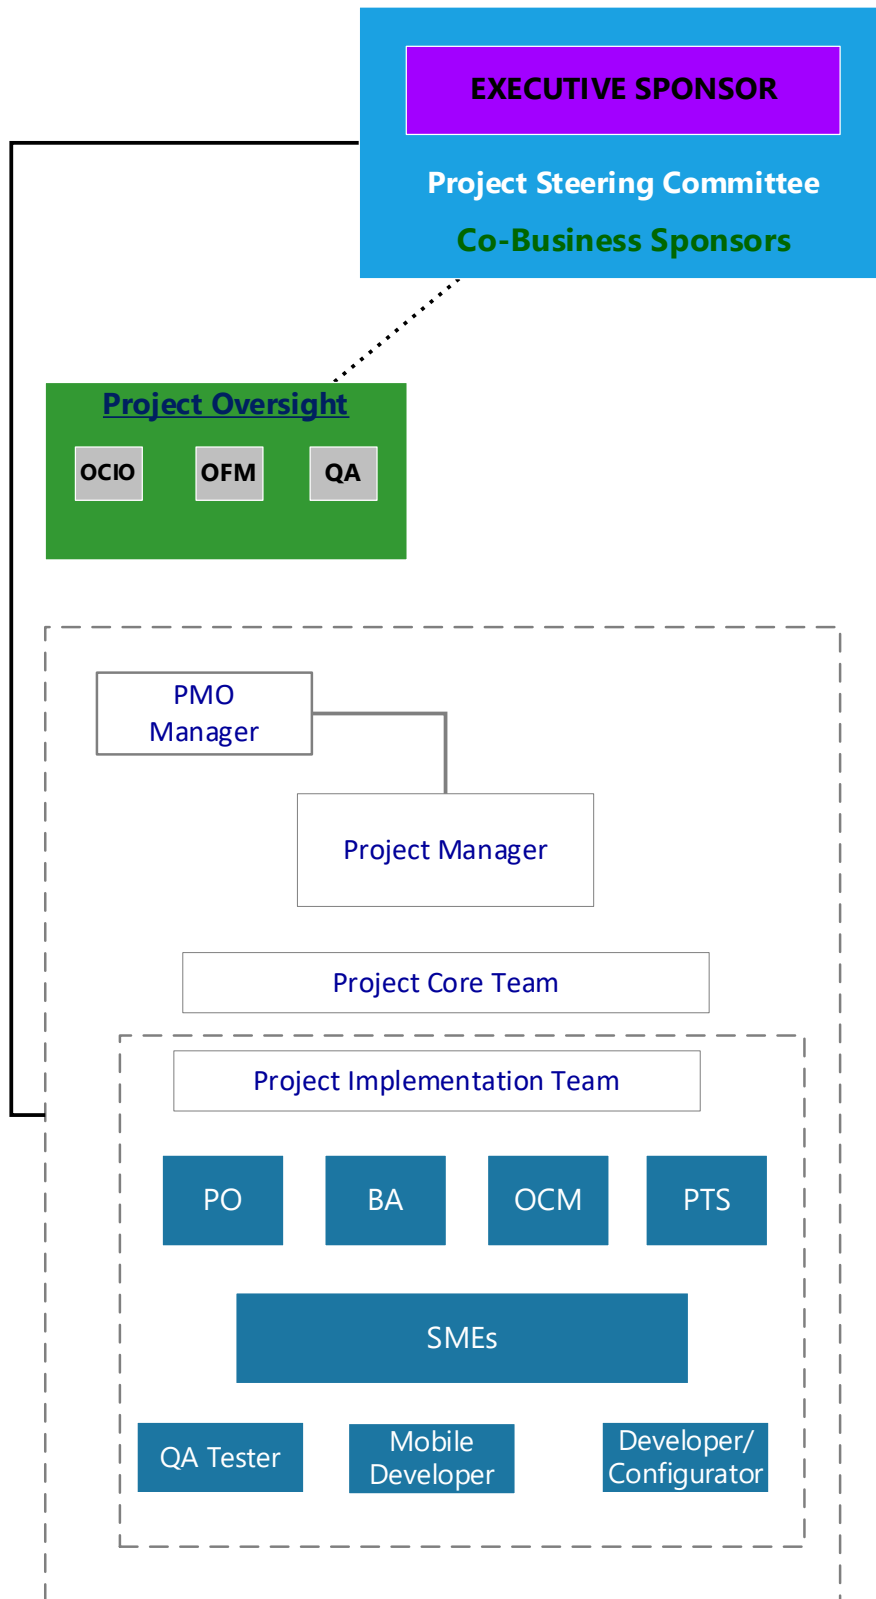 EXECUTIVE SPONSOR
Project Steering Committee
Co-Business Sponsors
Project Oversight
OCIO
OFM
QA
PMO
Manager
Project Manager
Project Core Team
Project Implementation Team
PO
BA
OCM
PTS
SMEs
QA Tester
Mobile
Developer
Developer/
Configurator